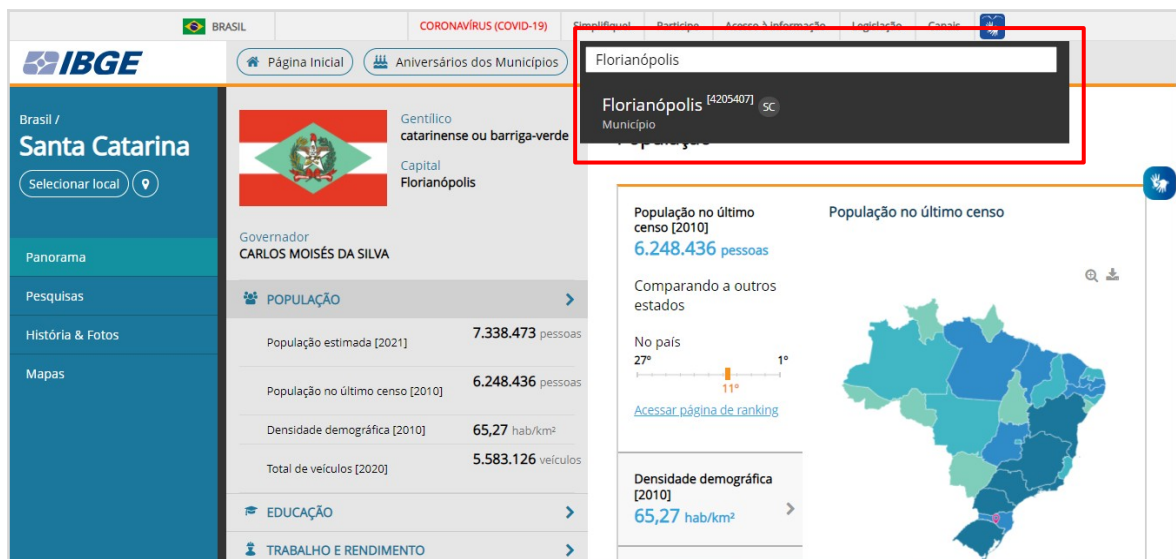 BRASIL
CORONAVÍRUS (COVID-19)
Simplifique!
Participe
Acesso à informação
Legislação
Canais
IBGE
Página Inicial
Aniversários dos Municípios
Florianópolis
Florianópolis [4205407] SC
Município
Brasil /
Santa Catarina
Selecionar local
Panorama
Pesquisas
História & Fotos
Mapas
Gentílico
catarinense ou barriga-verde
Capital
Florianópolis
Governador
CARLOS MOISÉS DA SILVA
POPULAÇÃO
População estimada [2021] 7.338.473 pessoas
População no último censo [2010] 6.248.436 pessoas
Densidade demográfica [2010] 65,27 hab/km²
Total de veículos [2020] 5.583.126 veículos
EDUCAÇÃO
TRABALHO E RENDIMENTO
População
População no último
censo [2010]
6.248.436 pessoas
Comparando a outros
estados
No país
27º 1º
11º
Acessar página de ranking
Densidade demográfica
[2010]
65,27 hab/km²
População no último censo